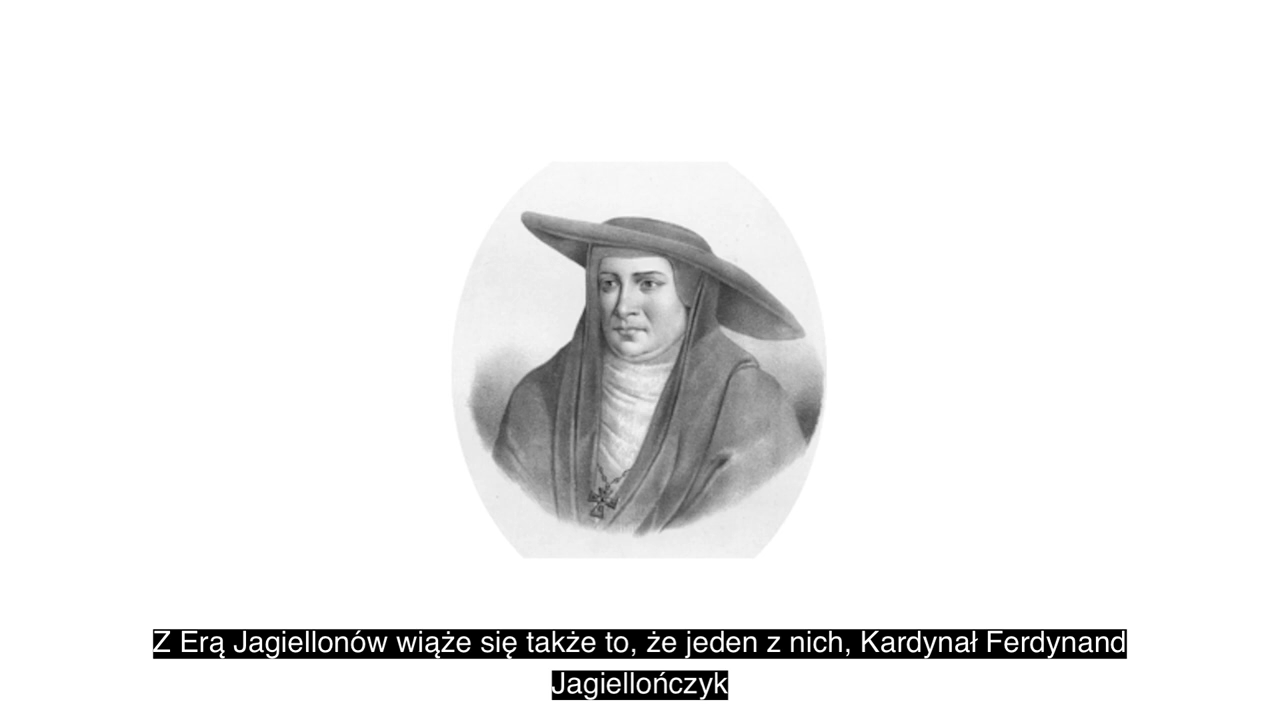 Z Erą Jagiellonów wiąże się także to, że jeden z nich, Kardynał Ferdynand
Jagiellończyk